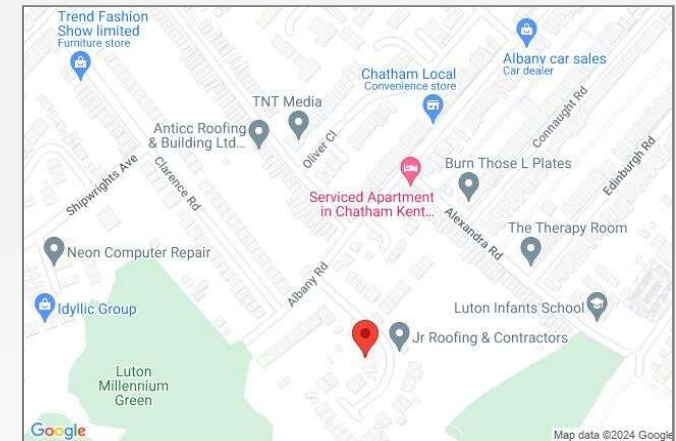 Trend Fashion
Show limited
Furniture store
Albany car sales
Car dealer
Chatham Local
Convenience store
TNT Media
Anticc Roofing
& Building Ltd...
Oliver Cl
Connaught Rd
Edinburgh Rd
Shipwrights Ave
Clarence Rd
Burn Those L Plates
Serviced Apartment
in Chatham Kent...
Alexandra Rd
The Therapy Room
Neon Computer Repair
Albany Rd
Idyllic Group
Luton Infants School
Jr Roofing & Contractors
Luton
Millennium
Green
Google
Map data ©2024 Google